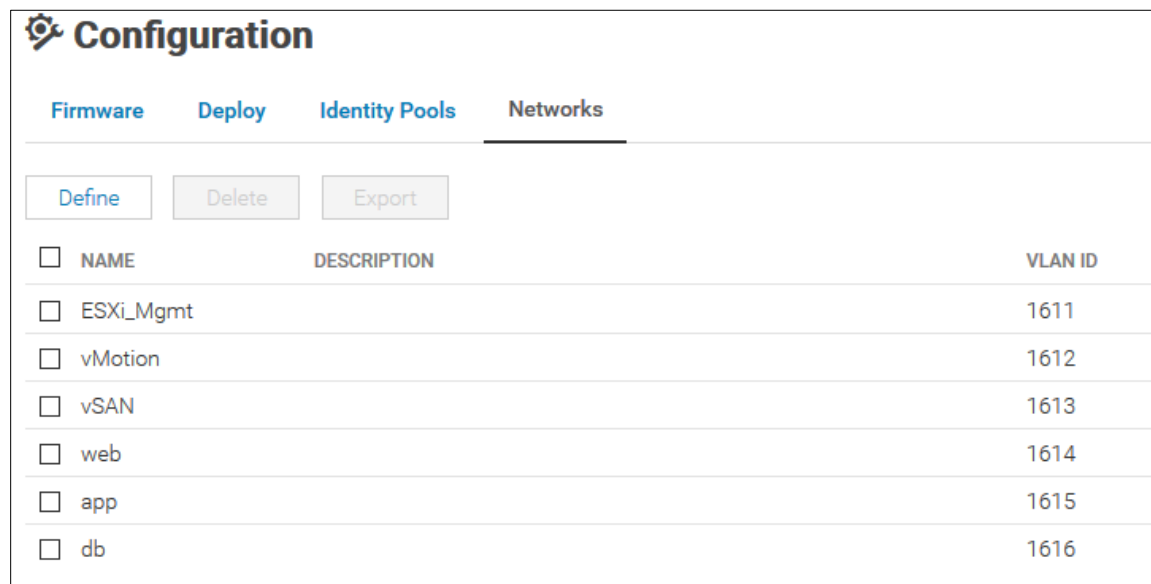 Configuration
Firmware Deploy Identity Pools Networks
Define Delete Export
NAME DESCRIPTION VLAN ID
ESXi_Mgmt 1611
vMotion 1612
vSAN 1613
web 1614
app 1615
db 1616